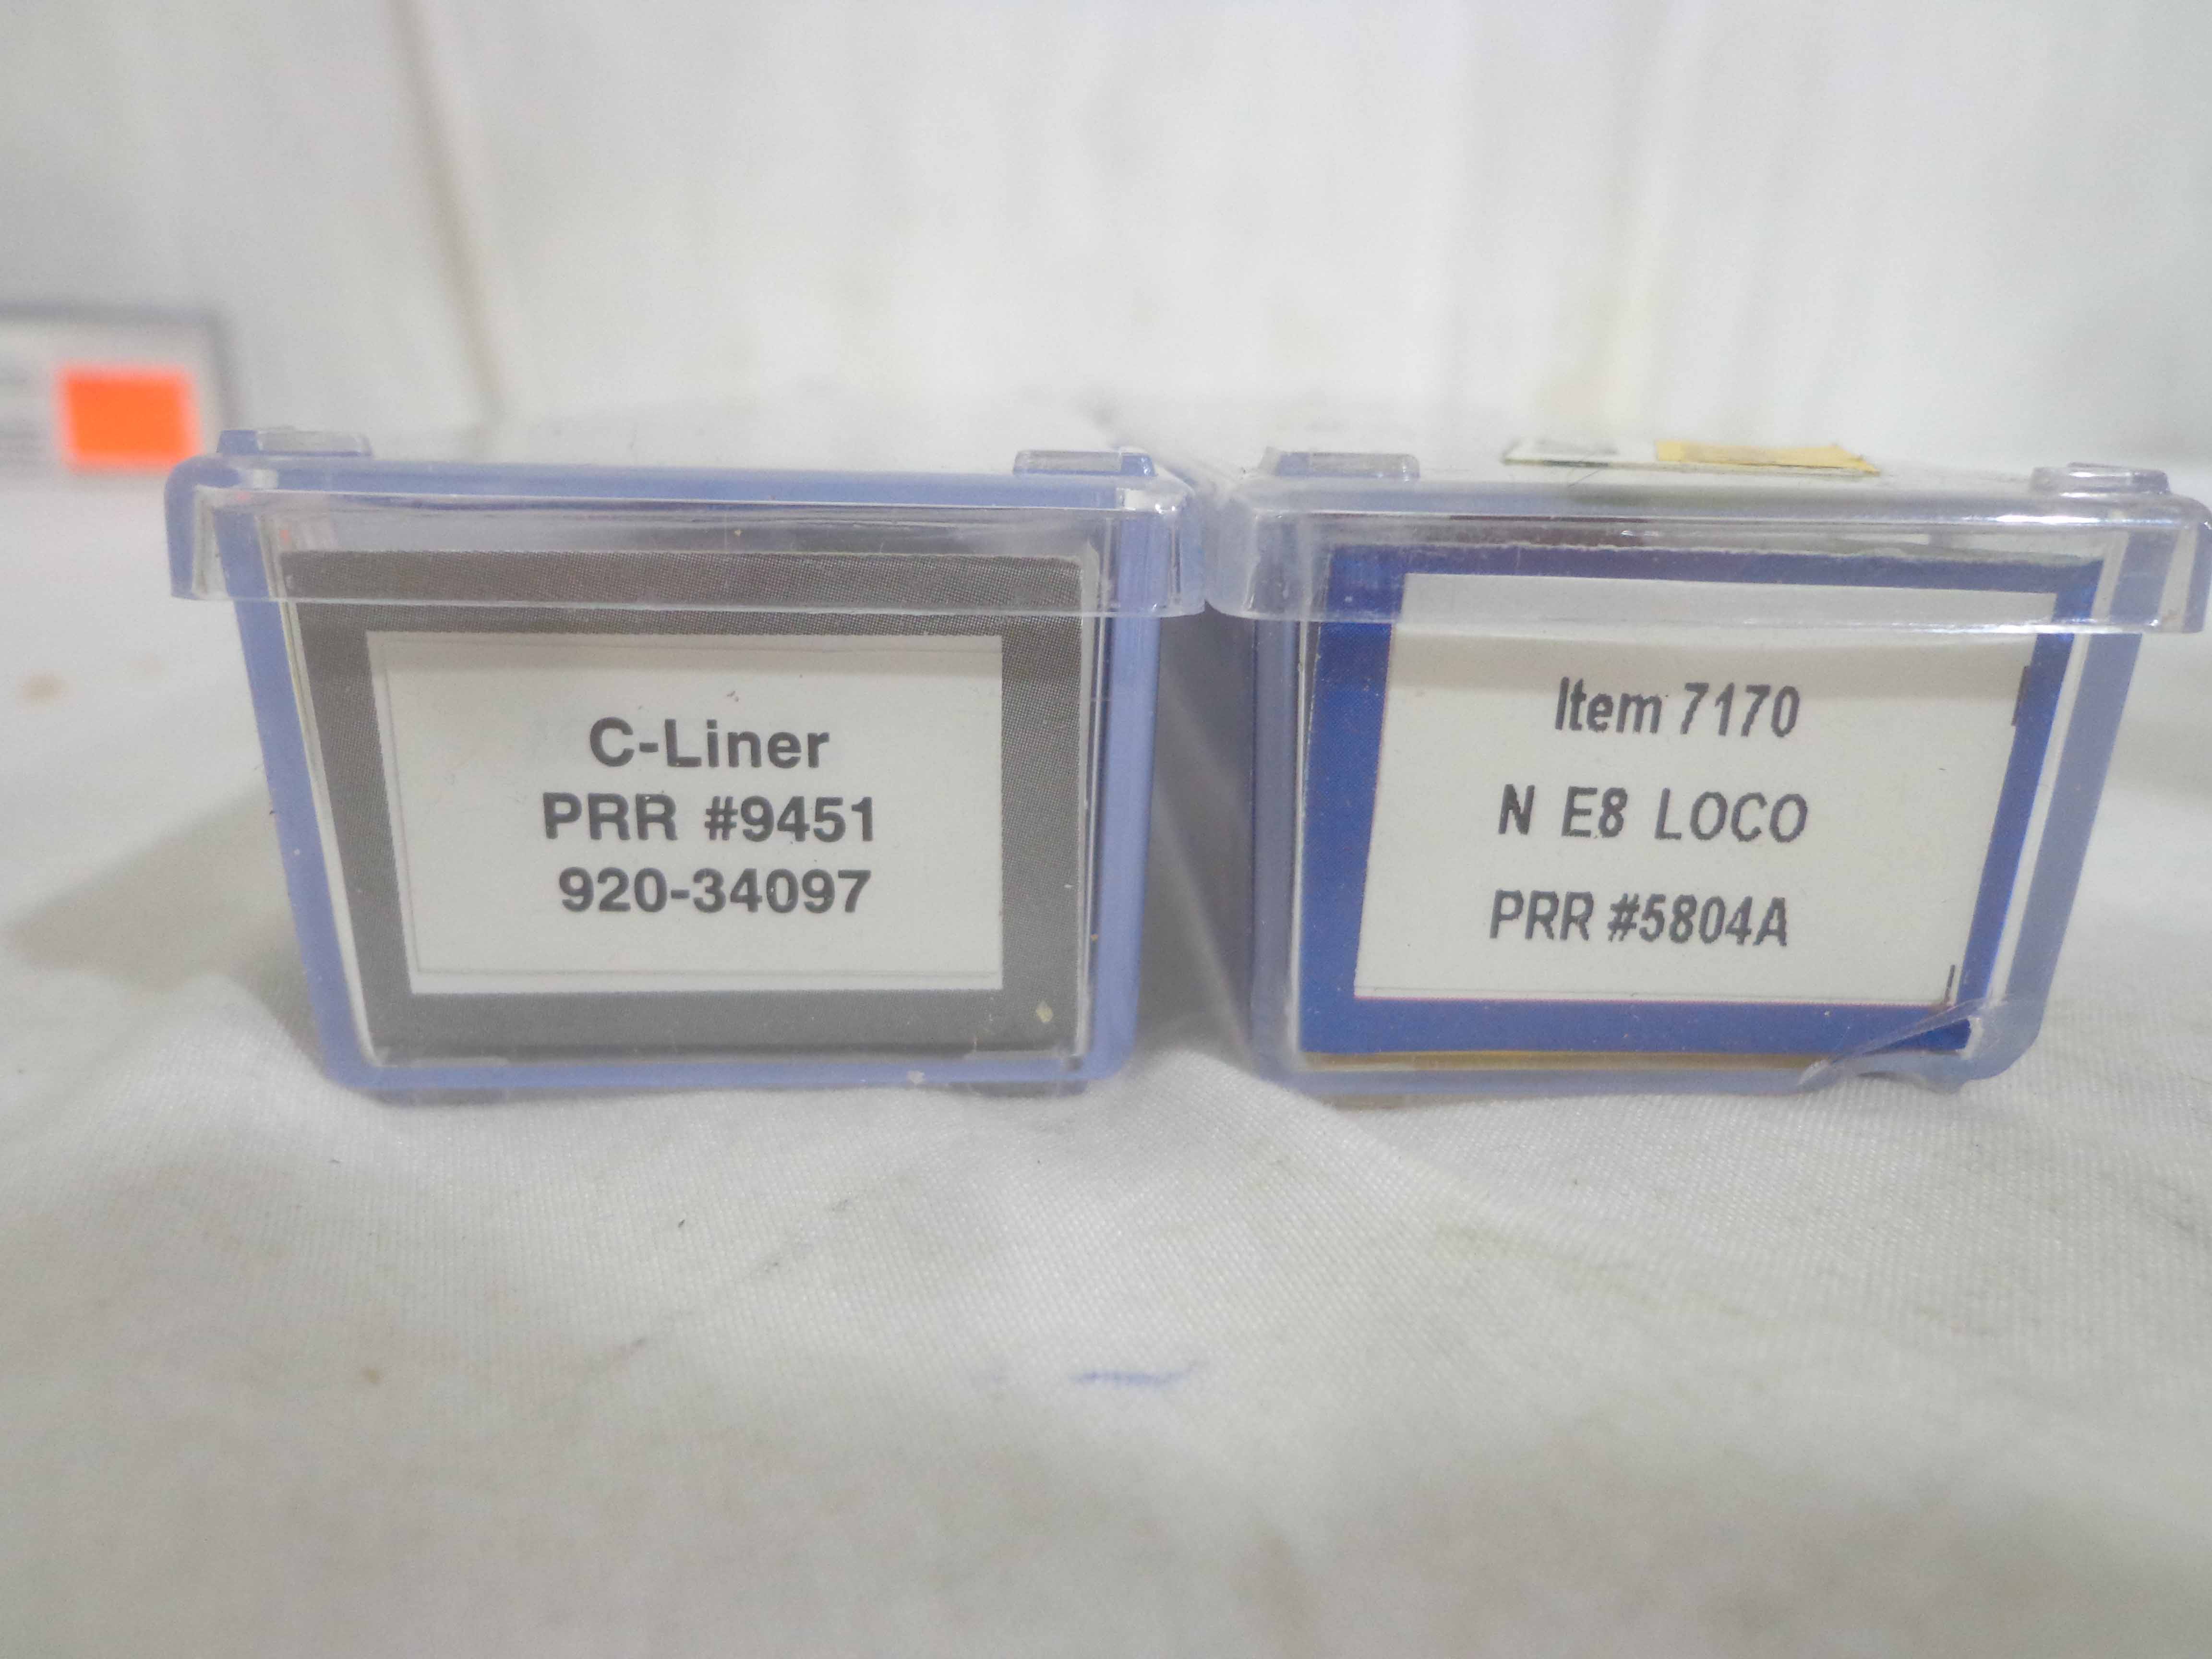 C-Liner
PRR #9451
920-34097
Item 7170
N E8 LOCO
PRR #5804A